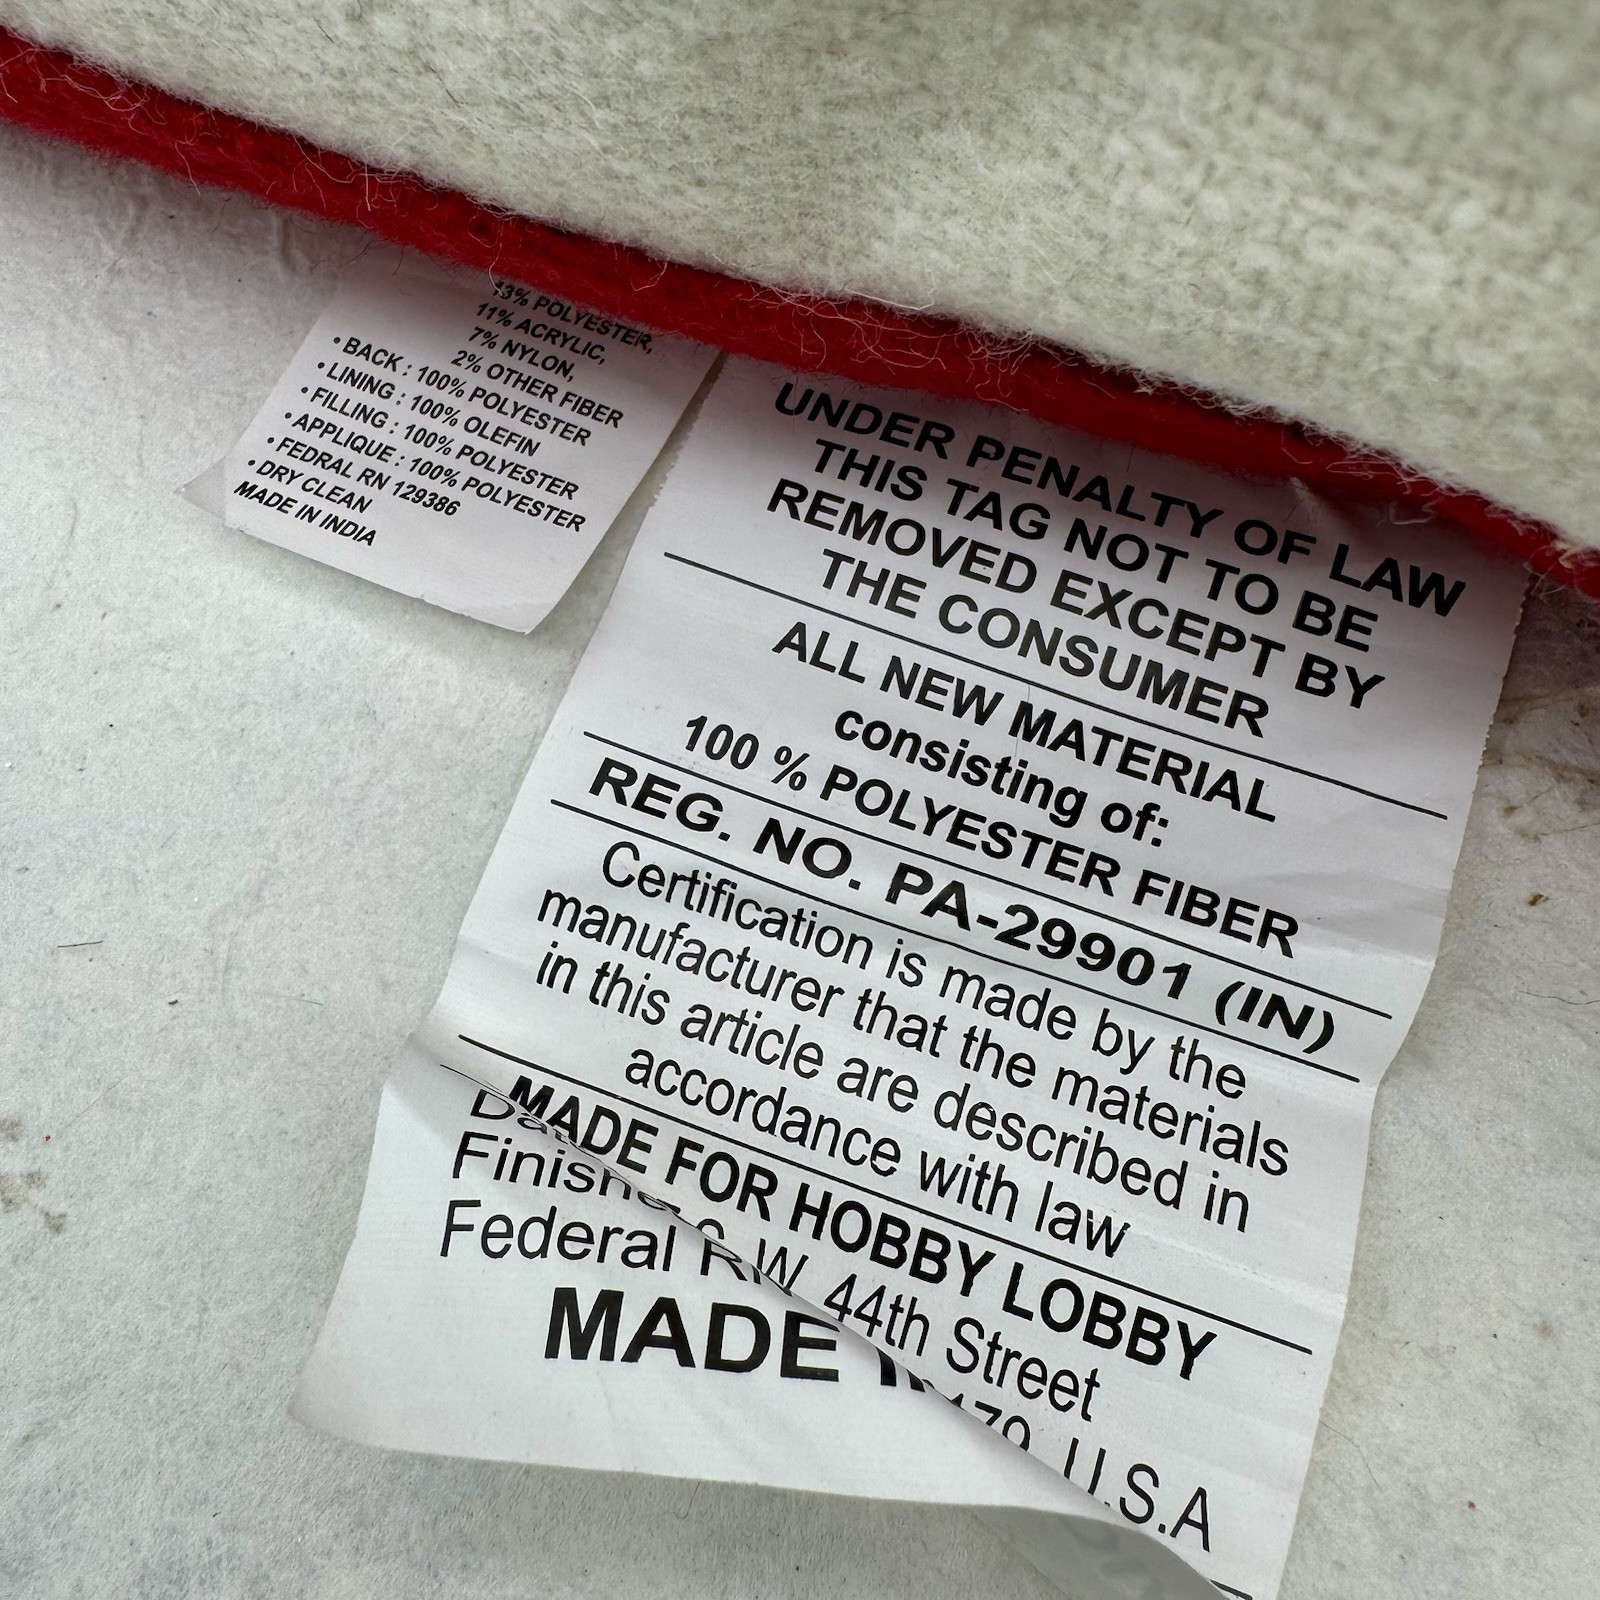 13% POLYESTER,
11% ACRYLIC,
7% NYLON,
2% OTHER FIBER
• BACK : 100% POLYESTER
• LINING : 100% OLEFIN
• FILLING : 100% POLYESTER
• APPLIQUE : 100% POLYESTER
• FEDRAL RN 129386
• DRY CLEAN
MADE IN INDIA
UNDER PENALTY OF LAW
THIS TAG NOT TO BE
REMOVED EXCEPT BY
THE CONSUMER
ALL NEW MATERIAL
consisting of:
100 % POLYESTER FIBER
REG. NO. PA-29901 (IN)
Certification is made by the
manufacturer that the materials
in this article are described in
accordance with law
MADE FOR HOBBY LOBBY
44th Street
U.S.A
Federal
MADE